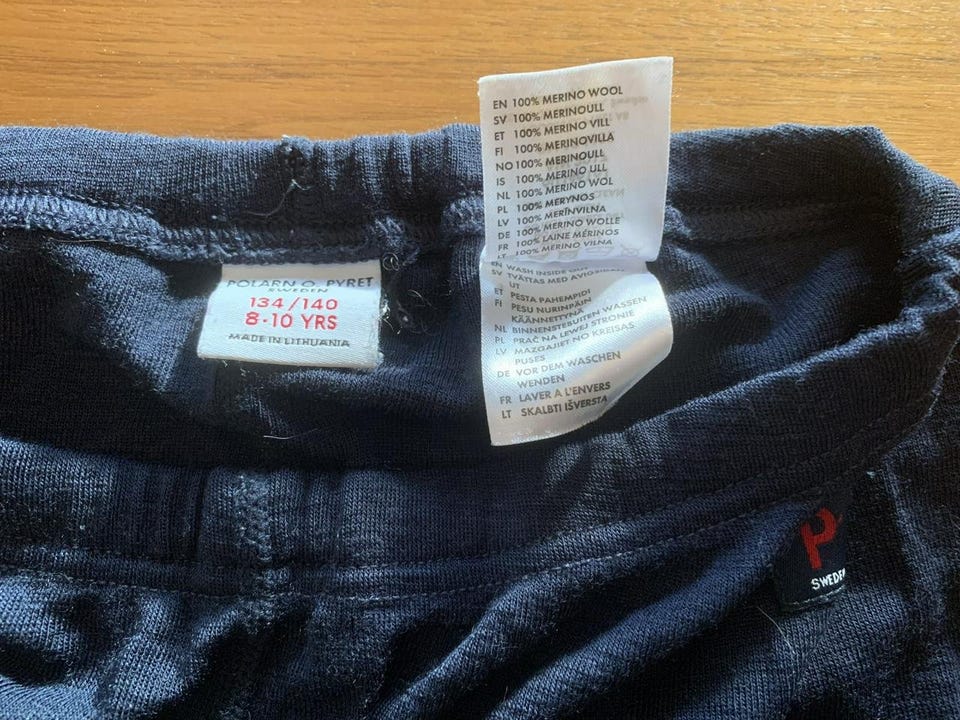 POLARN O. PYRET
SWEDEN
134/140
8-10 YRS
MADE IN LITHUANIA
EN 100% MERINO WOOL
SV 100% MERINOULL
ET 100% MERINO VILL
FI 100% MERINOVILLA
NO 100% MERINOULL
IS 100% MERINO ULL
NL 100% MERINO WOL
PL 100% MERYNOS
LV 100% MERĪNVILNA
DE 100% MERINO WOLLE
FR 100% LAINE MÉRINOS
LT 100% MERINO VILNA
EN WASH INSIDE OUT
SV TVÄTTAS MED AVIGSIDAN
UT
ET PESTA PAHEMPIDI
FI PESU NURINPÄIN
KÄÄNNETTYNÄ
NL BINNENSTEBUITEN WASSEN
PL PRAĆ NA LEWEJ STRONIE
LV MAZGAJIET NO KREISAS
PUSES
DE VOR DEM WASCHEN
WENDEN
FR LAVER A L'ENVERS
LT SKALBTI IŠVERSTA
P
SWEDEN